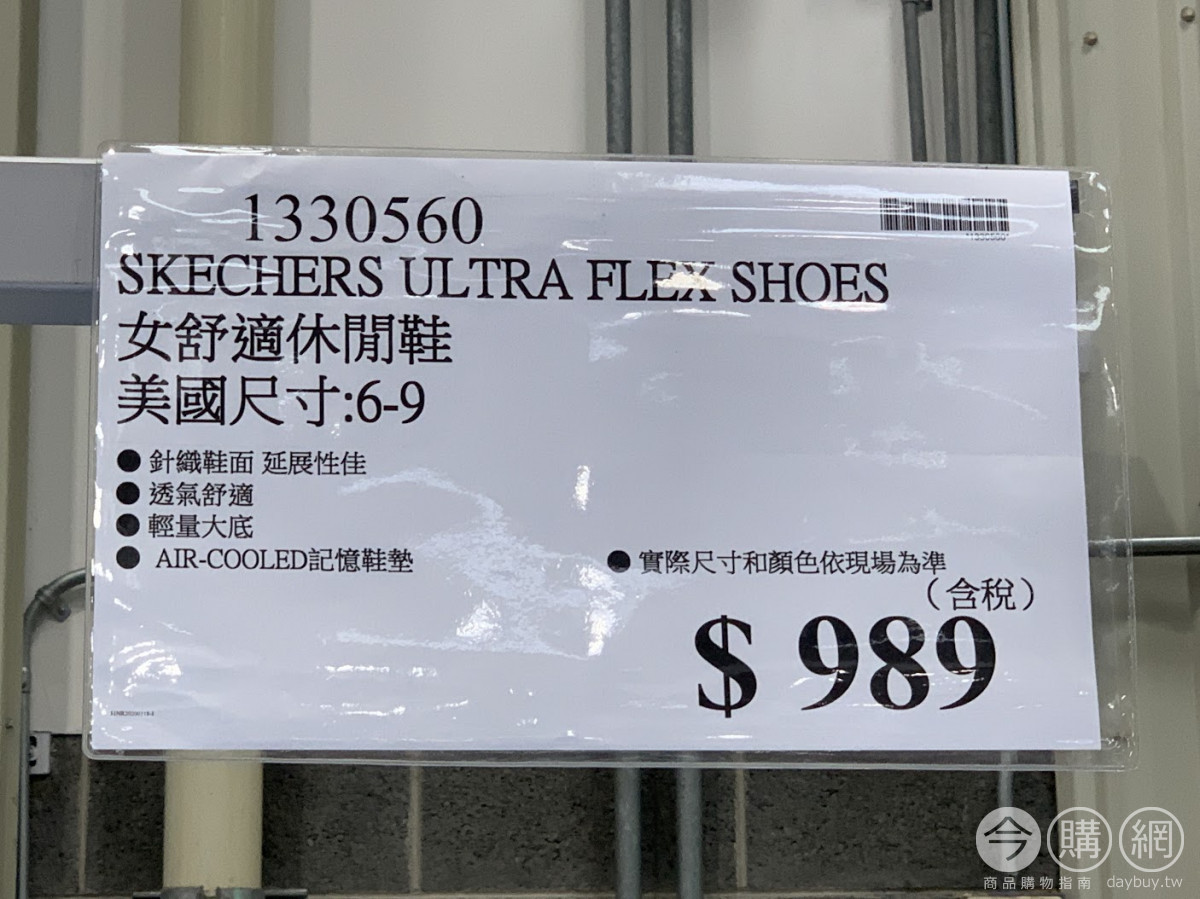 1330560
SKECHERS ULTRA FLEX SHOES
女舒適休閒鞋
美國尺寸:6-9
● 針織鞋面 延展性佳
● 透氣舒適
● 輕量大底
● AIR-COOLED記憶鞋墊
● 實際尺寸和顏色依現場為準
（含稅）
$ 989
今購網
商品購物指南 daybuy.tw